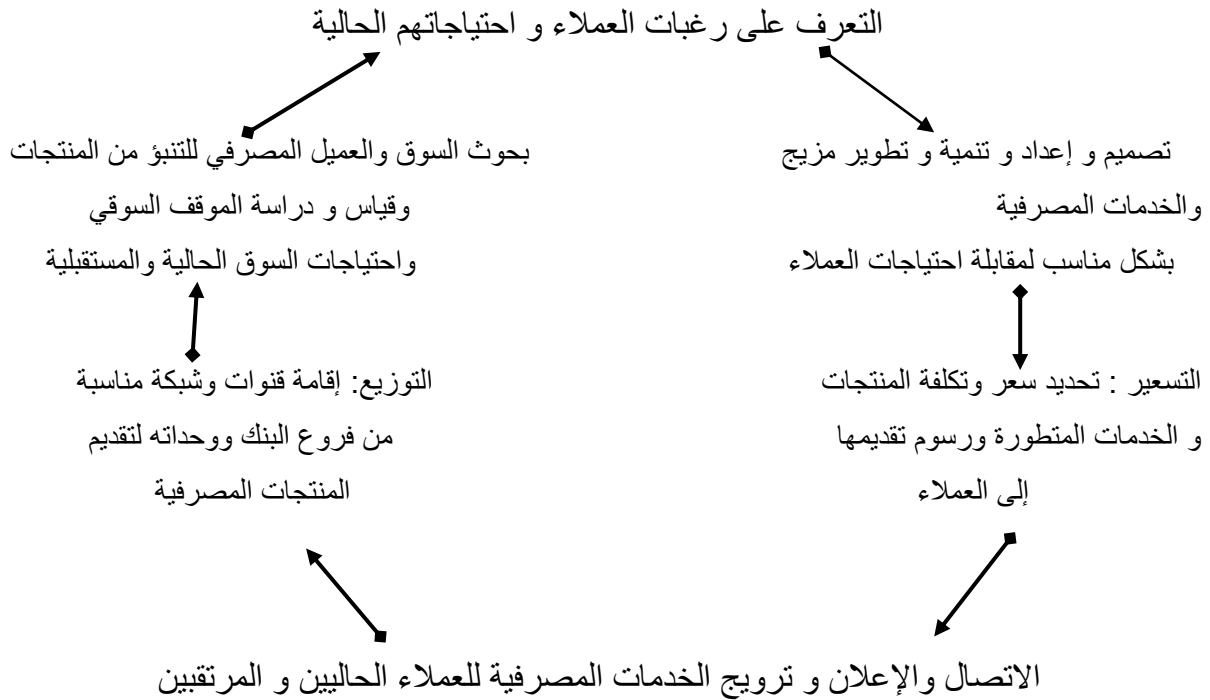 التعرف على رغبات العملاء و احتياجاتهم الحالية
تصميم و إعداد و تنمية و تطوير مزيج
والخدمات المصرفية
بشكل مناسب لمقابلة احتياجات العملاء
بحوث السوق والعميل المصرفي للتنبؤ من المنتجات
وقياس و دراسة الموقف السوقي
واحتياجات السوق الحالية والمستقبلية
التسعير : تحديد سعر وتكلفة المنتجات
و الخدمات المتطورة ورسوم تقديمها
إلى العملاء
التوزيع: إقامة قنوات وشبكة مناسبة
من فروع البنك ووحداته لتقديم
المنتجات المصرفية
الاتصال والإعلان و ترويج الخدمات المصرفية للعملاء الحاليين و المرتقبين